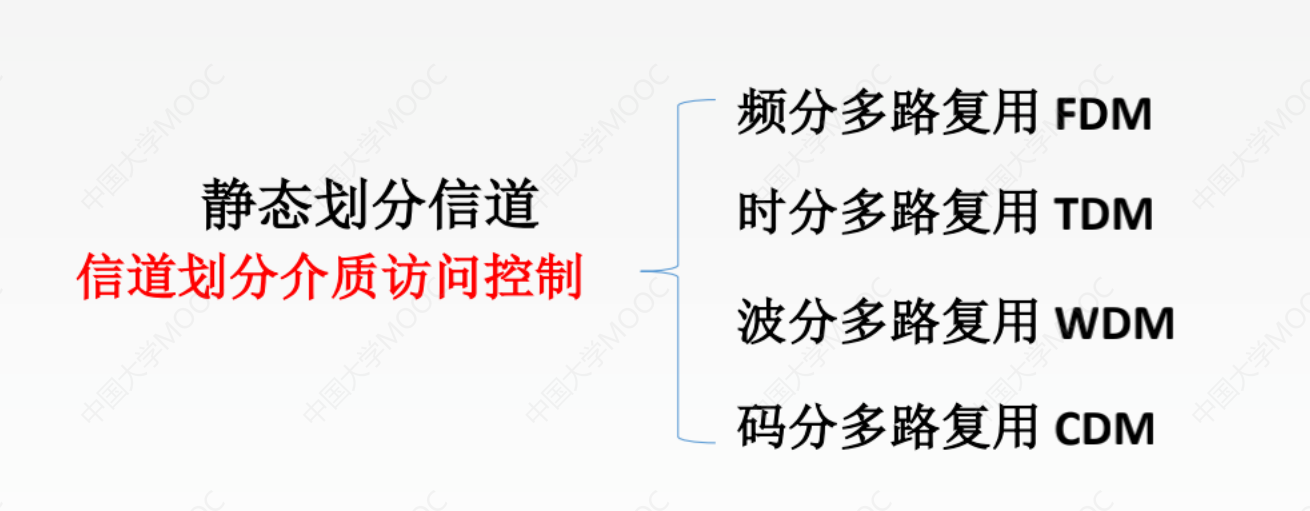 频分多路复用 FDM
静态划分信道
时分多路复用 TDM
信道划分介质访问控制
波分多路复用 WDM
码分多路复用 CDM
中国大学MOOC